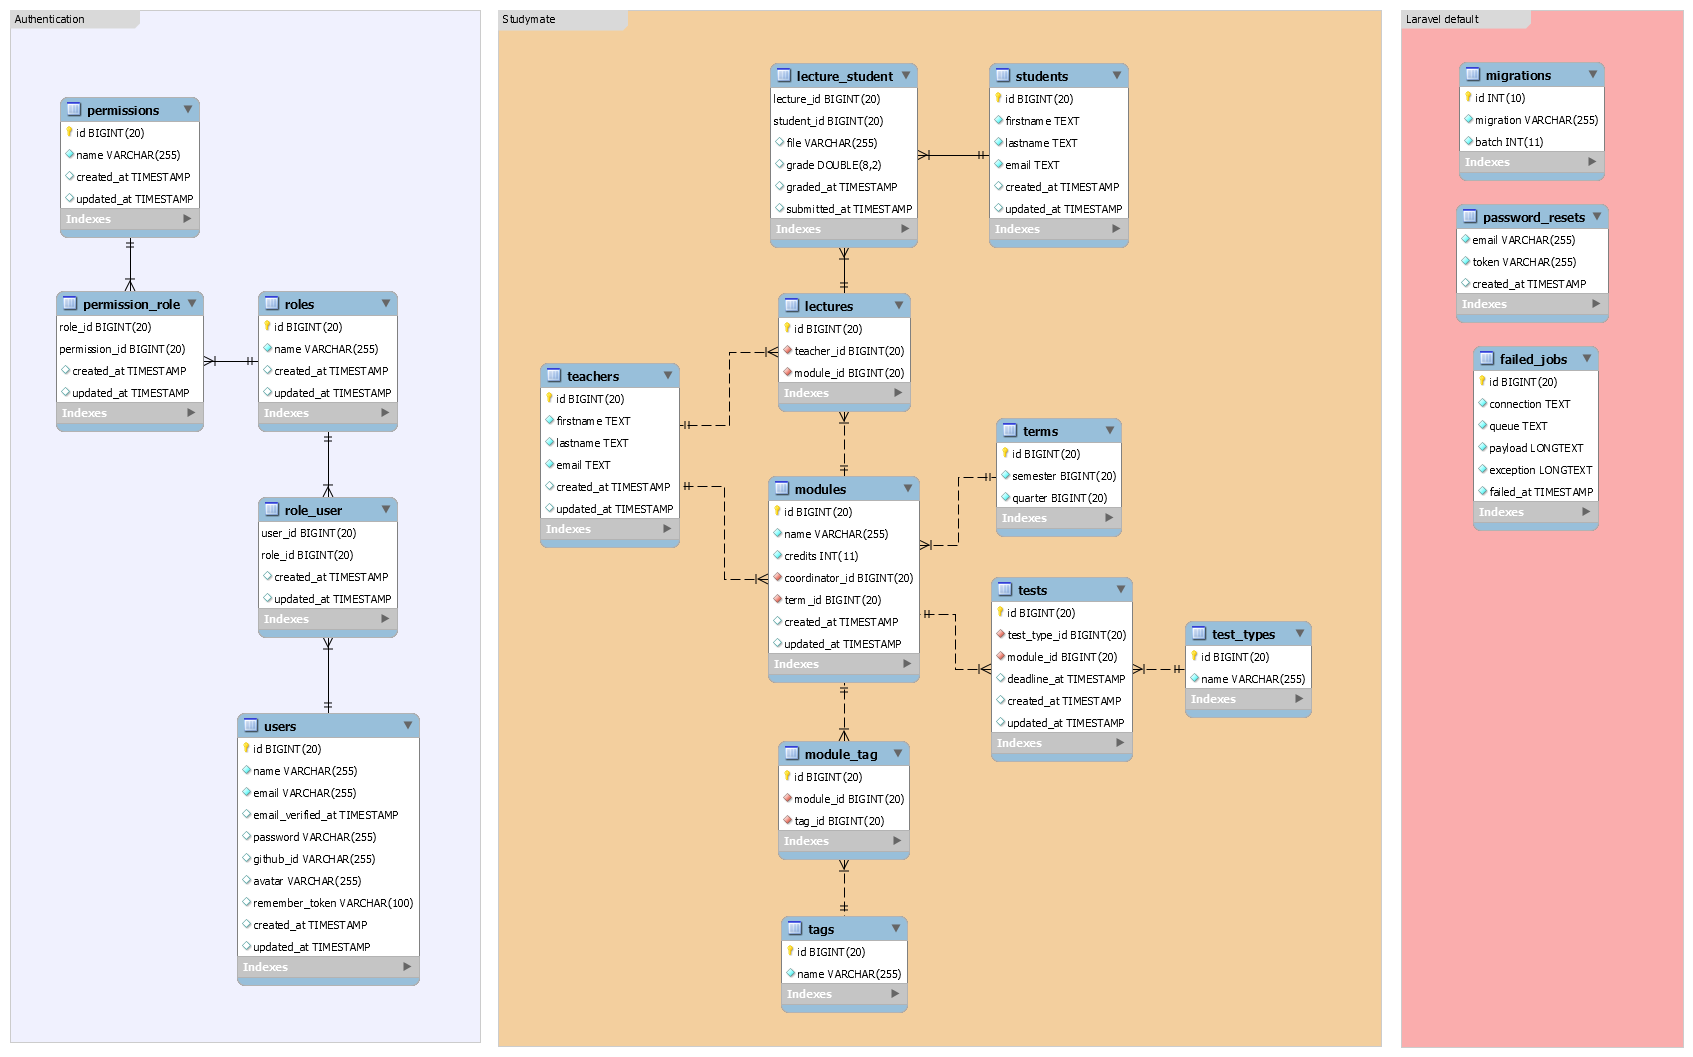 Authentication
permissions
id BIGINT(20)
name VARCHAR(255)
created_at TIMESTAMP
updated_at TIMESTAMP
Indexes
permission_role
role_id BIGINT(20)
permission_id BIGINT(20)
created_at TIMESTAMP
updated_at TIMESTAMP
Indexes
roles
id BIGINT(20)
name VARCHAR(255)
created_at TIMESTAMP
updated_at TIMESTAMP
Indexes
role_user
user_id BIGINT(20)
role_id BIGINT(20)
created_at TIMESTAMP
updated_at TIMESTAMP
Indexes
users
id BIGINT(20)
name VARCHAR(255)
email VARCHAR(255)
email_verified_at TIMESTAMP
password VARCHAR(255)
github_id VARCHAR(255)
avatar VARCHAR(255)
remember_token VARCHAR(100)
created_at TIMESTAMP
updated_at TIMESTAMP
Indexes
Studymate
lecture_student
lecture_id BIGINT(20)
student_id BIGINT(20)
file VARCHAR(255)
grade DOUBLE(8,2)
graded_at TIMESTAMP
submitted_at TIMESTAMP
Indexes
students
id BIGINT(20)
firstname TEXT
lastname TEXT
email TEXT
created_at TIMESTAMP
updated_at TIMESTAMP
Indexes
lectures
id BIGINT(20)
teacher_id BIGINT(20)
module_id BIGINT(20)
Indexes
teachers
id BIGINT(20)
firstname TEXT
lastname TEXT
email TEXT
created_at TIMESTAMP
updated_at TIMESTAMP
Indexes
terms
id BIGINT(20)
semester BIGINT(20)
quarter BIGINT(20)
Indexes
modules
id BIGINT(20)
name VARCHAR(255)
credits INT(11)
coordinator_id BIGINT(20)
term_id BIGINT(20)
created_at TIMESTAMP
updated_at TIMESTAMP
Indexes
tests
id BIGINT(20)
test_type_id BIGINT(20)
module_id BIGINT(20)
deadline_at TIMESTAMP
created_at TIMESTAMP
updated_at TIMESTAMP
Indexes
test_types
id BIGINT(20)
name VARCHAR(255)
Indexes
module_tag
id BIGINT(20)
module_id BIGINT(20)
tag_id BIGINT(20)
Indexes
tags
id BIGINT(20)
name VARCHAR(255)
Indexes
Laravel default
migrations
id INT(10)
migration VARCHAR(255)
batch INT(11)
Indexes
password_resets
email VARCHAR(255)
token VARCHAR(255)
created_at TIMESTAMP
Indexes
failed_jobs
id BIGINT(20)
connection TEXT
queue TEXT
payload LONGTEXT
exception LONGTEXT
failed_at TIMESTAMP
Indexes